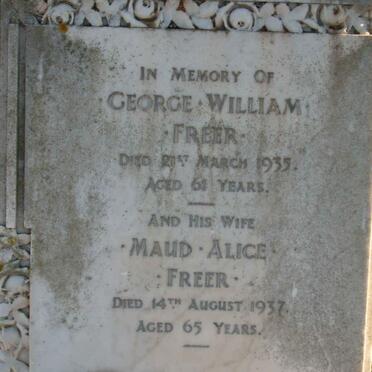 In Memory Of
George · William
· Freer ·
Died 21st March 1935.
Aged 61 Years.
And His Wife
· Maud · Alice ·
· Freer ·
Died 14th August 1937.
Aged 65 Years.